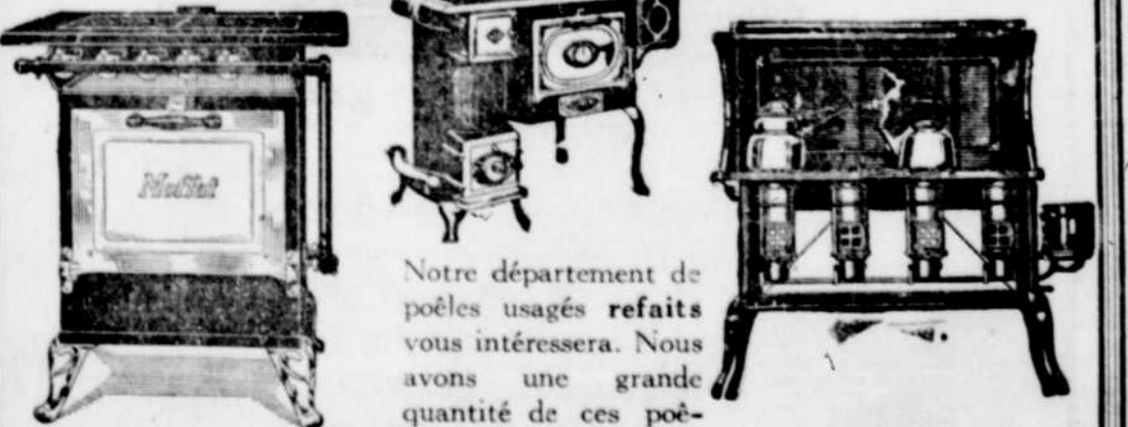 Moffat
Notre département de
poêles usagés refaits
vous intéressera. Nous
avons une grande
quantité de ces poê-